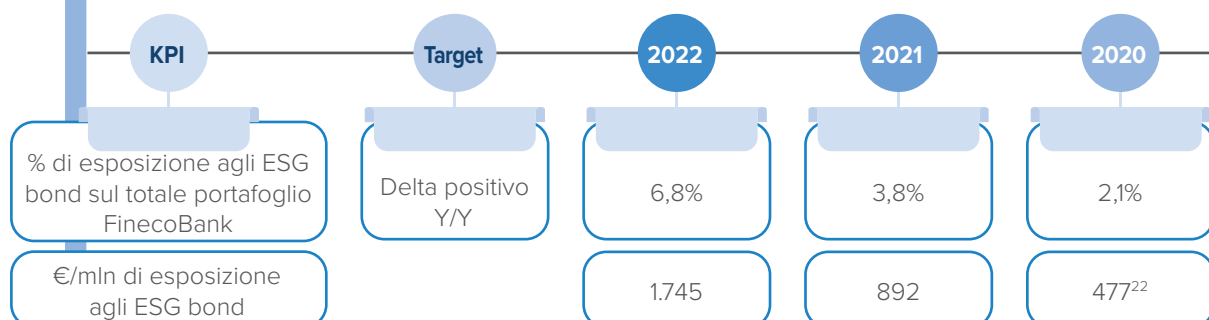 KPI
Target
2022
2021
2020
% di esposizione agli ESG
bond sul totale portafoglio
FinecoBank
Delta positivo
Y/Y
6,8%
3,8%
2,1%
€/mln di esposizione
agli ESG bond
1.745
892
477²²